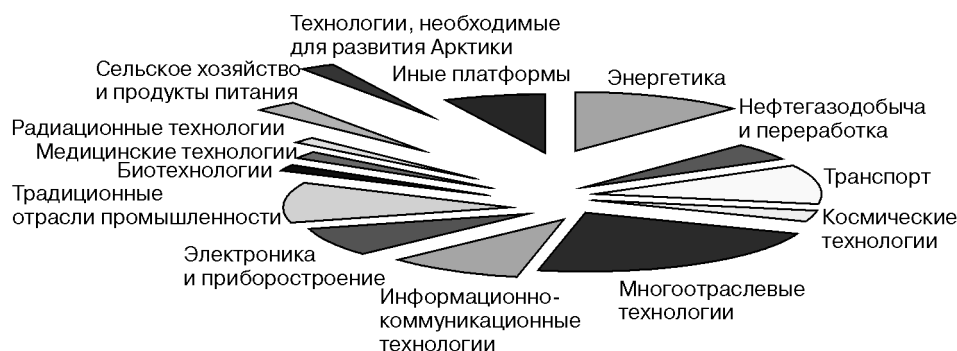 Технологии, необходимые
для развития Арктики
Иные платформы
Энергетика
Нефтегазодобыча
и переработка
Транспорт
Космические
технологии
Многоотраслевые
технологии
Информационно-
коммуникационные
технологии
Электроника
и приборостроение
Традиционные
отрасли промышленности
Биотехнологии
Медицинские технологии
Радиационные технологии
Сельское хозяйство
и продукты питания